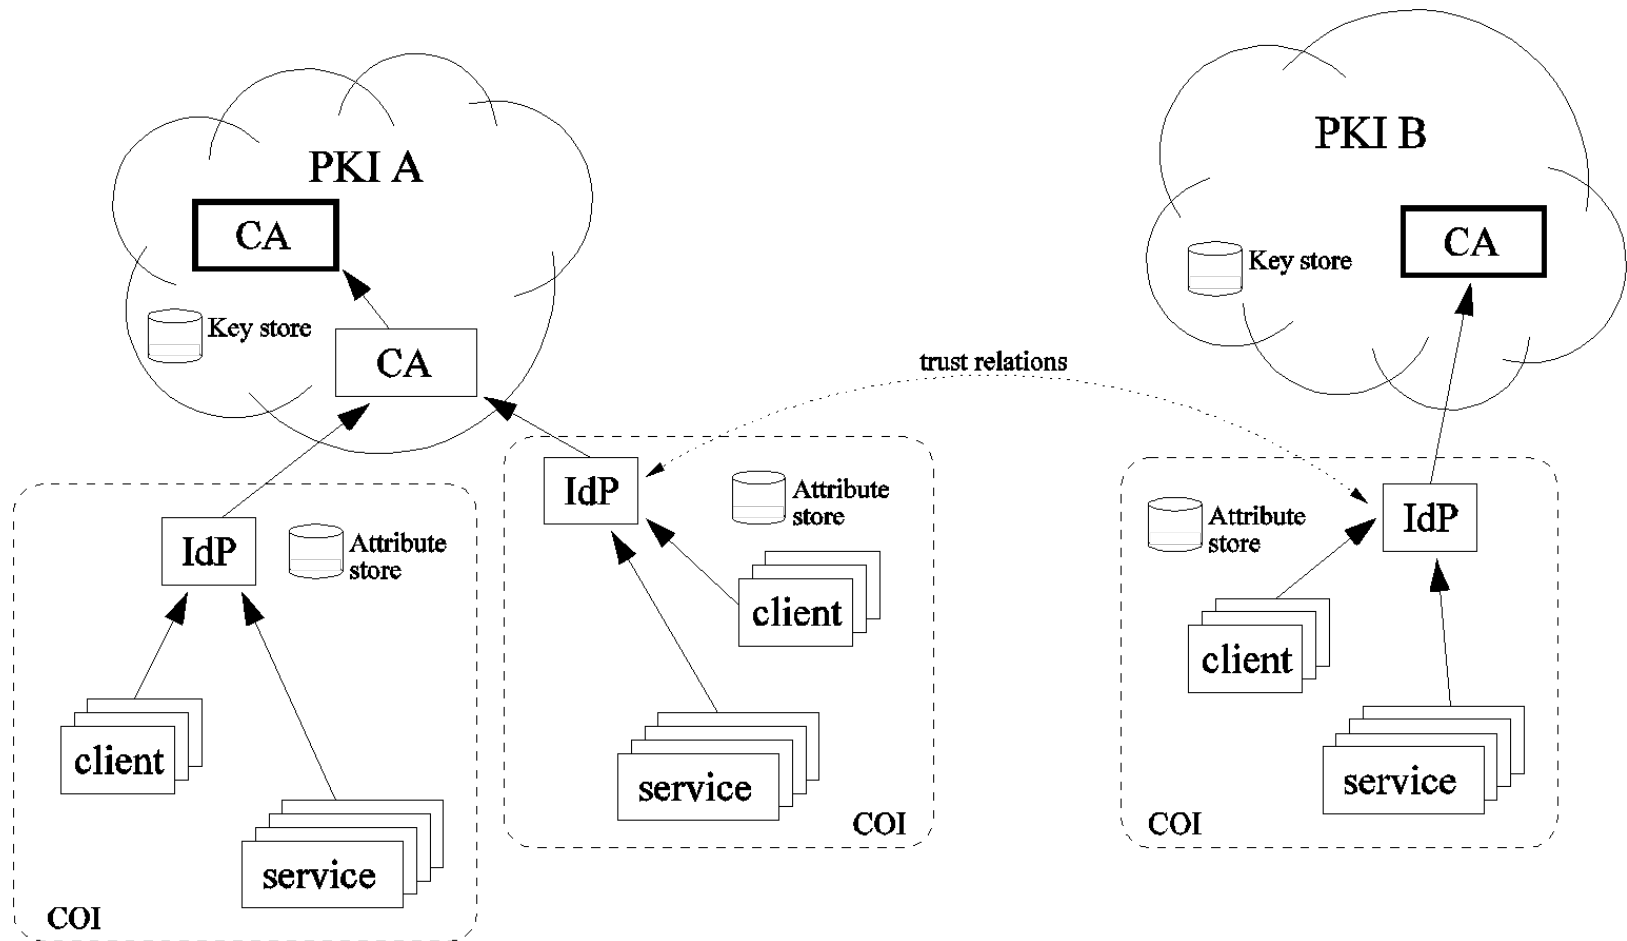 PKI A
CA
Key store
CA
PKI B
Key store
CA
trust relations
IdP
Attribute
store
client
service
COI
IdP
Attribute
store
client
service
COI
IdP
Attribute
store
client
service
COI